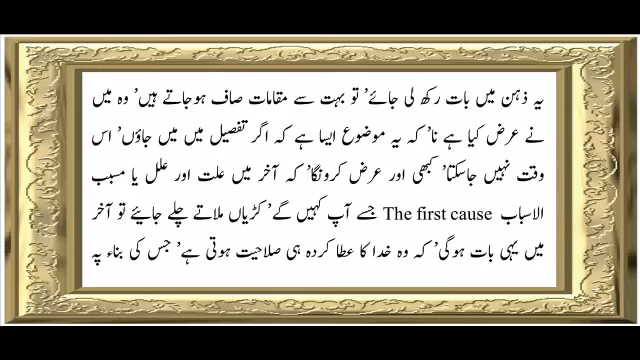 یہ ذہن میں بات رکھ لی جائے’ تو بہت سے مقامات صاف ہوجاتے ہیں’ وہ میں
نے عرض کیا ہے نا’ کہ یہ موضوع ایسا ہے کہ اگر تفصیل میں میں جاؤں’ اس
وقت نہیں جاسکتا’ کبھی اور عرض کرونگا’ کہ آخر میں علت اور علل یا مسبب
الاسباب The first cause جسے آپ کہیں گے’ کڑیاں ملاتے چلے جائیے تو آخر
میں یہی بات ہوگی’ کہ وہ خدا کا عطا کردہ ہی صلاحیت ہوتی ہے’ جس کی بناء پہ